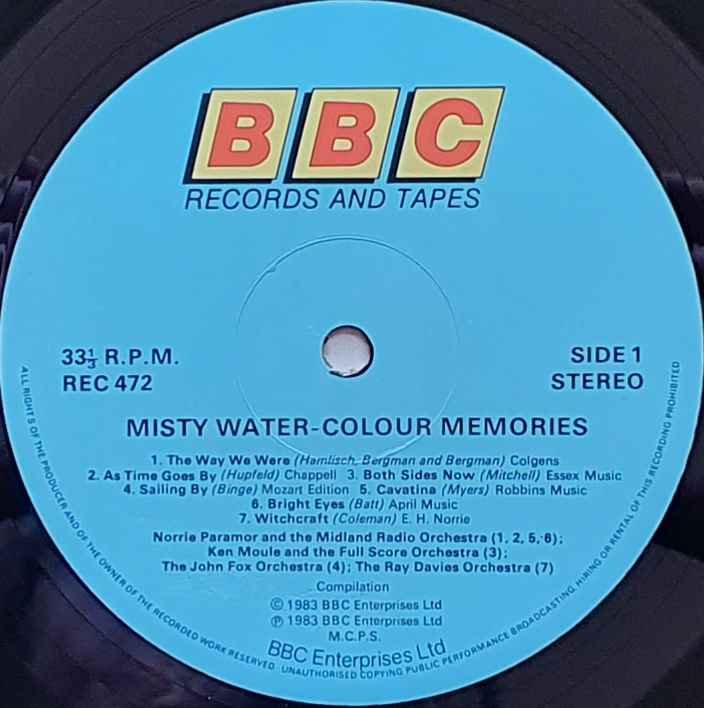 BBC
RECORDS AND TAPES
33⅓ R.P.M.
REC 472
SIDE 1
STEREO
MISTY WATER-COLOUR MEMORIES
1. The Way We Were (Hamlisch, Bergman and Bergman) Colgens
2. As Time Goes By (Hupfeld) Chappell 3. Both Sides Now (Mitchell) Essex Music
4. Sailing By (Binge) Mozart Edition 5. Cavatina (Myers) Robbins Music
6. Bright Eyes (Batt) April Music
7. Witchcraft (Coleman) E. H. Norrie
Norrie Paramor and the Midland Radio Orchestra (1, 2, 5, 6);
Ken Moule and the Full Score Orchestra (3);
The John Fox Orchestra (4); The Ray Davies Orchestra (7)
Compilation
© 1983 BBC Enterprises Ltd
℗ 1983 BBC Enterprises Ltd
M.C.P.S.
BBC Enterprises Ltd
ALL RIGHTS OF THE PRODUCER AND OF THE OWNER OF THE RECORDED WORK RESERVED · UNAUTHORISED COPYING PUBLIC PERFORMANCE BROADCASTING, HIRING OR RENTAL OF THIS RECORDING PROHIBITED